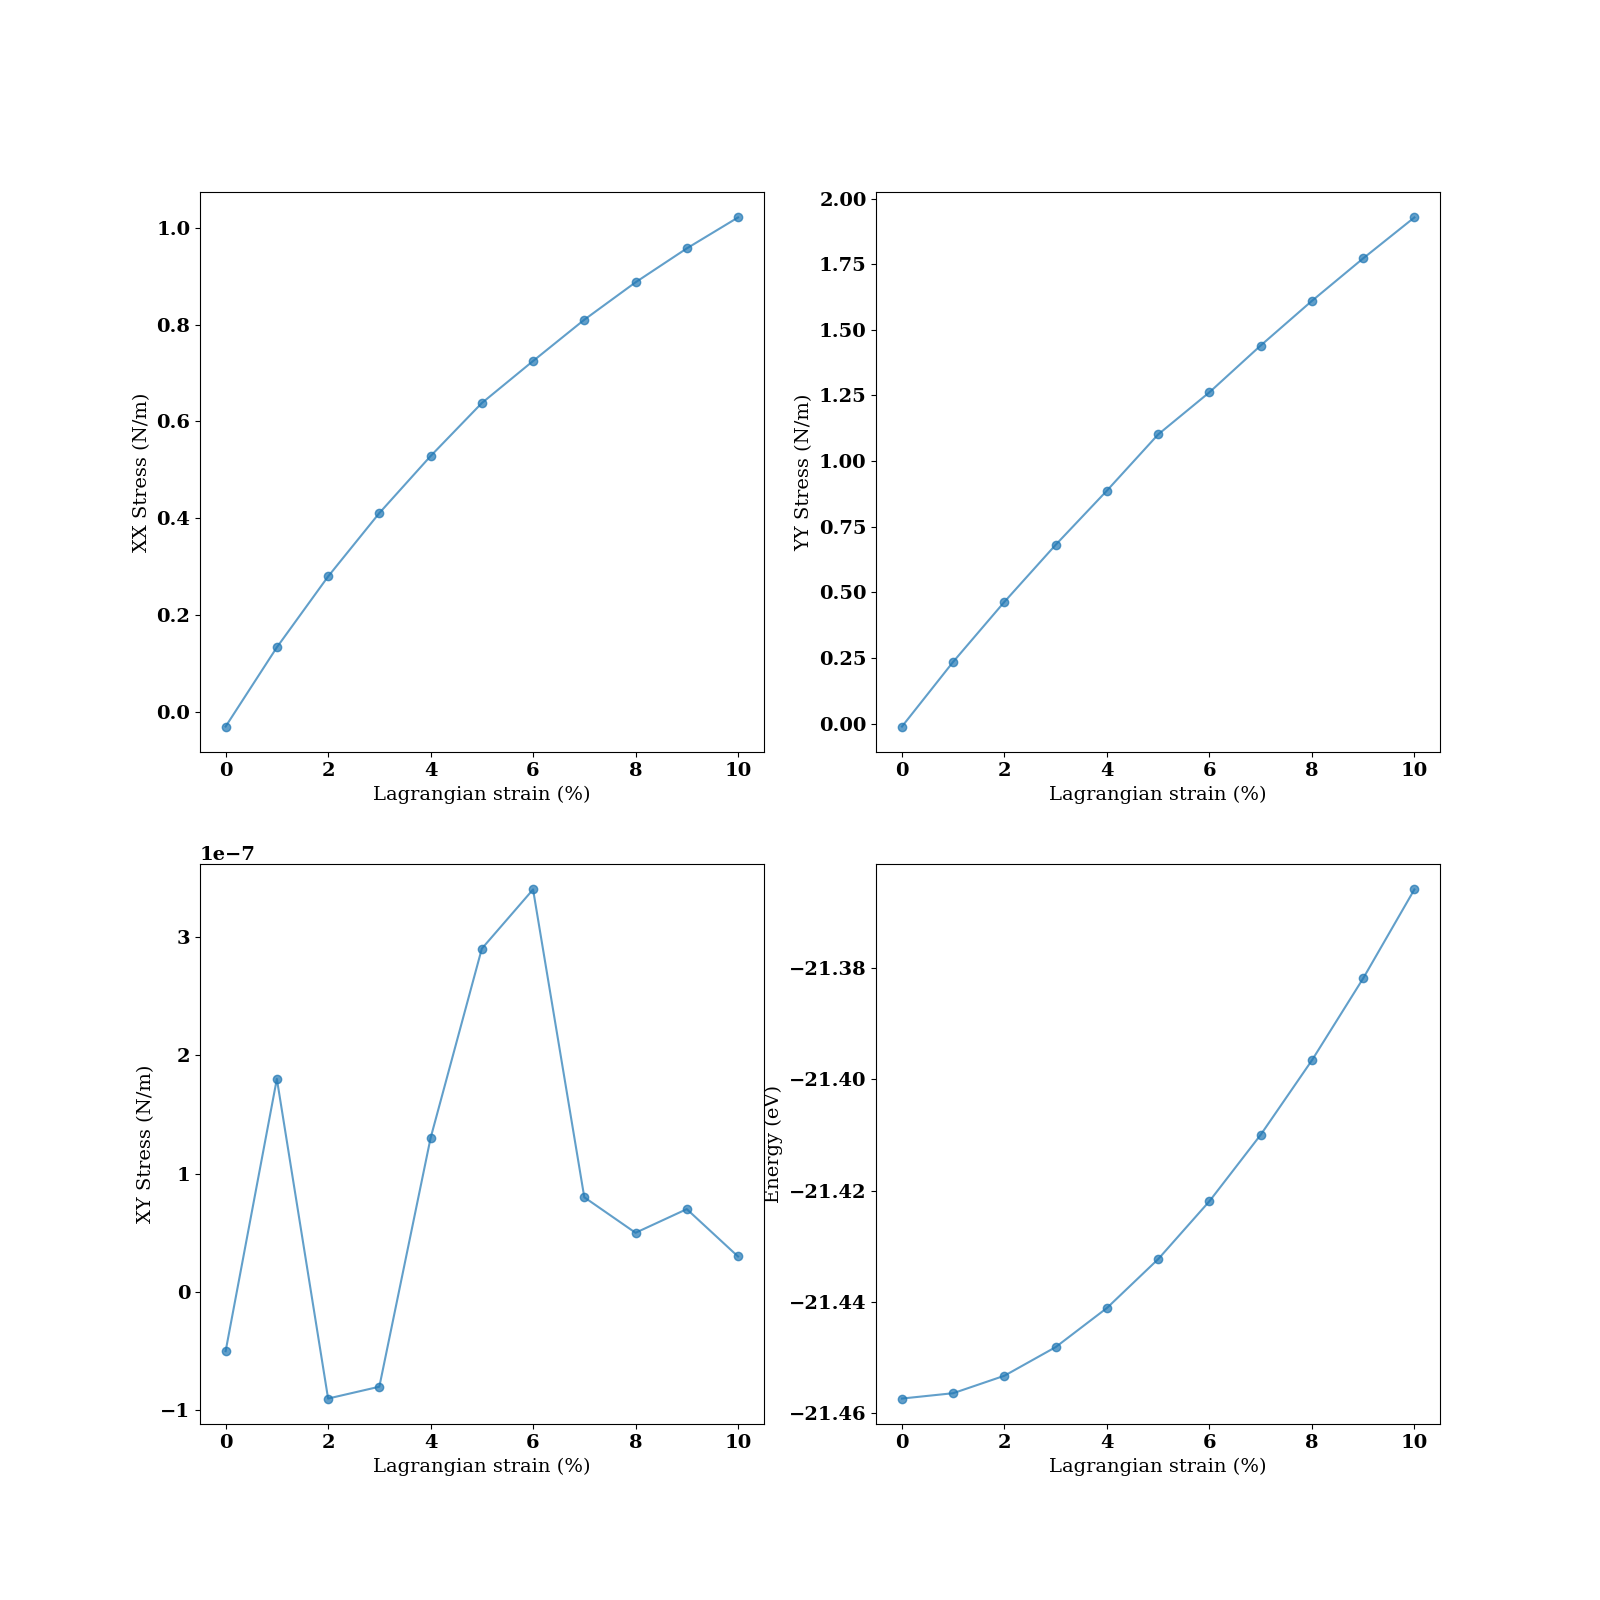 1.0
0.8
0.6
0.4
0.2
0.0
XX Stress (N/m)
0 2 4 6 8 10
Lagrangian strain (%)
2.00
1.75
1.50
1.25
1.00
0.75
0.50
0.25
0.00
YY Stress (N/m)
0 2 4 6 8 10
Lagrangian strain (%)
1e−7
3
2
1
0
−1
XY Stress (N/m)
0 2 4 6 8 10
Lagrangian strain (%)
−21.38
−21.40
−21.42
−21.44
−21.46
Energy (eV)
0 2 4 6 8 10
Lagrangian strain (%)